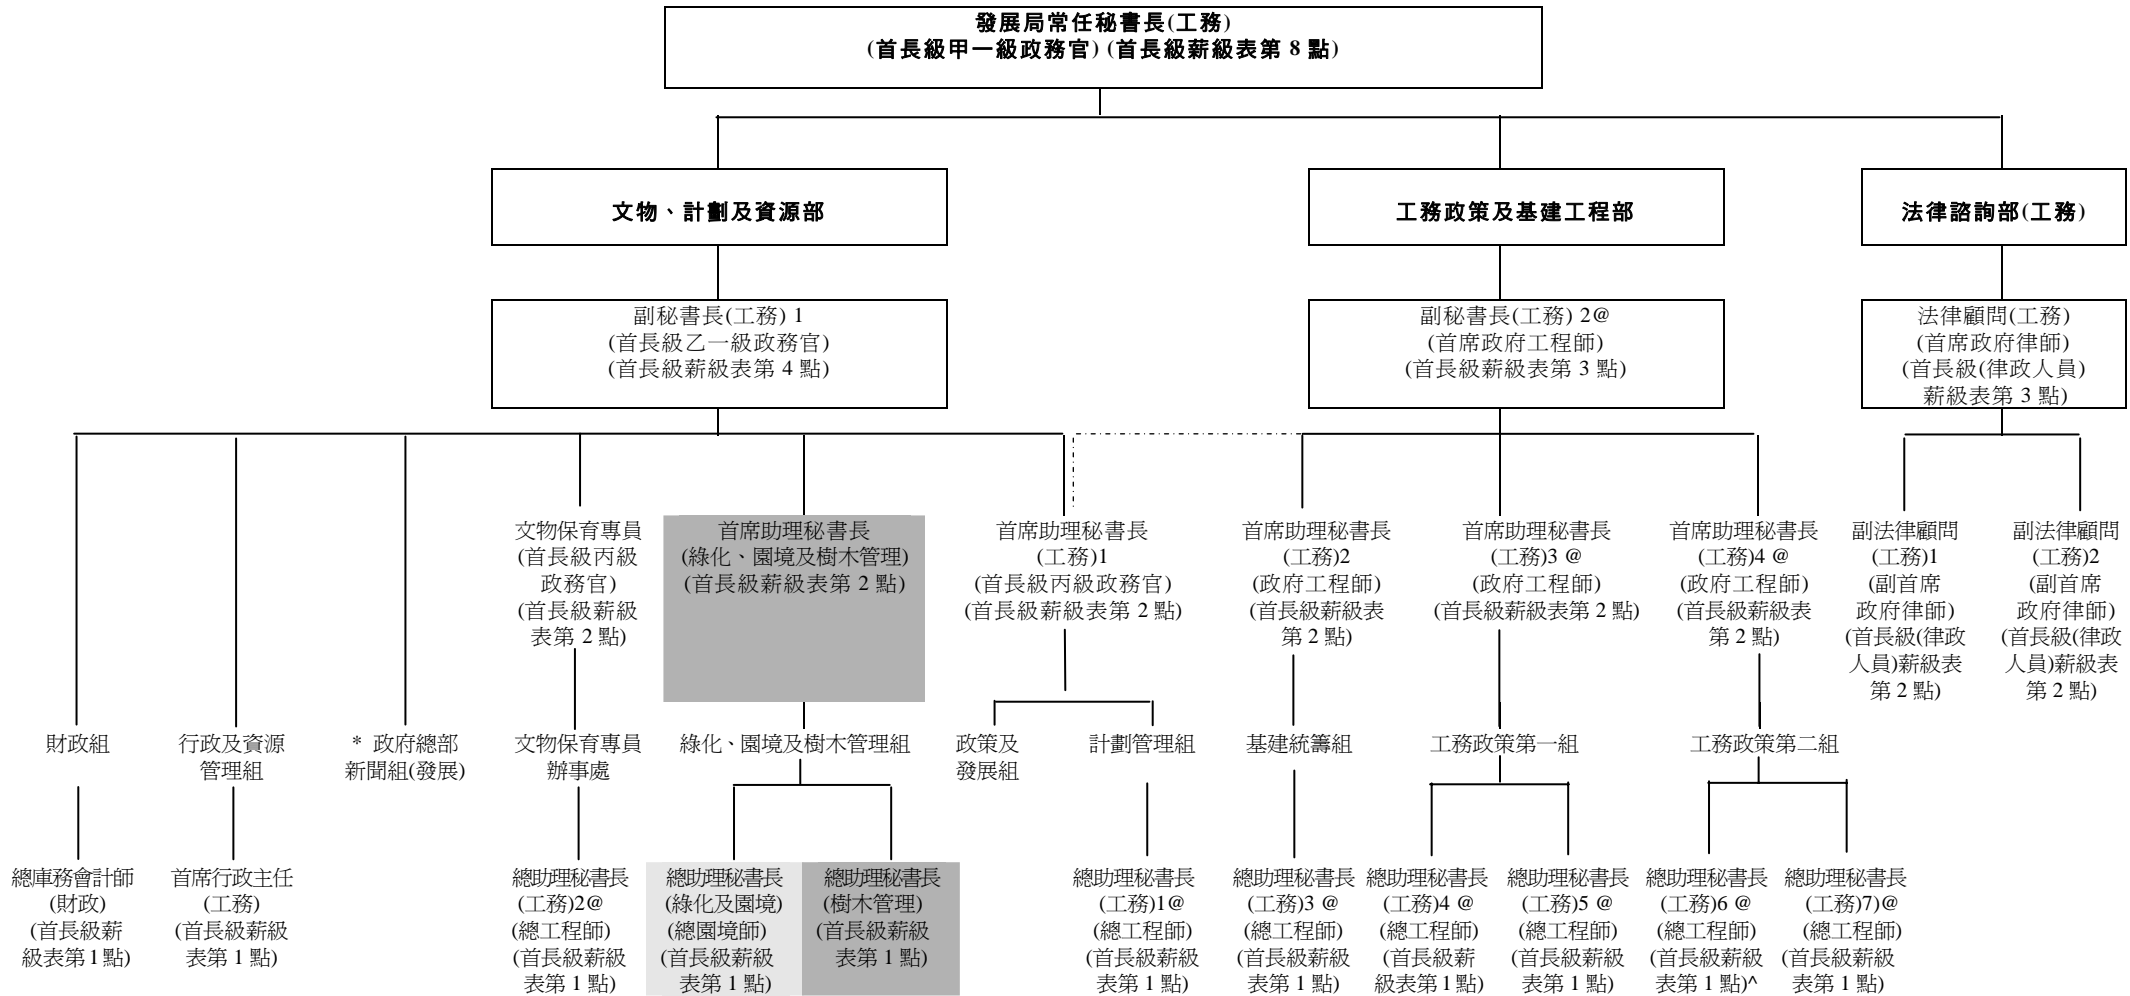 發展局常任秘書長(工務)
(首長級甲一級政務官) (首長級薪級表第 8 點)
文物、計劃及資源部
工務政策及基建工程部
法律諮詢部(工務)
副秘書長(工務) 1
(首長級乙一級政務官)
(首長級薪級表第 4 點)
副秘書長(工務) 2@
(首席政府工程師)
(首長級薪級表第 3 點)
法律顧問(工務)
(首席政府律師)
(首長級(律政人員)
薪級表第 3 點)
文物保育專員
(首長級丙級
政務官)
(首長級薪級
表第 2 點)
首席助理秘書長
(綠化、園境及樹木管理)
(首長級薪級表第 2 點)
首席助理秘書長
(工務)1
(首長級丙級政務官)
(首長級薪級表第 2 點)
首席助理秘書長
(工務)2
(政府工程師)
(首長級薪級表
第 2 點)
首席助理秘書長
(工務)3 @
(政府工程師)
(首長級薪級表第 2 點)
首席助理秘書長
(工務)4 @
(政府工程師)
(首長級薪級表
第 2 點)
副法律顧問
(工務)1
(副首席
政府律師)
(首長級(律政
人員)薪級表
第 2 點)
副法律顧問
(工務)2
(副首席
政府律師)
(首長級(律政
人員)薪級表
第 2 點)
財政組
行政及資源
管理組
* 政府總部
新聞組(發展)
文物保育專員
辦事處
綠化、園境及樹木管理組
政策及
發展組
計劃管理組
基建統籌組
工務政策第一組
工務政策第二組
總庫務會計師
(財政)
(首長級薪
級表第 1 點)
首席行政主任
(工務)
(首長級薪級
表第 1 點)
總助理秘書長
(工務)2@
(總工程師)
(首長級薪級
表第 1 點)
總助理秘書長
(綠化及園境)
(總園境師)
(首長級薪級
表第 1 點)
總助理秘書長
(樹木管理)
(首長級薪級
表第 1 點)
總助理秘書長
(工務)1@
(總工程師)
(首長級薪級
表第 1 點)
總助理秘書長
(工務)3 @
(總工程師)
(首長級薪級
表第 1 點)
總助理秘書長
(工務)4 @
(總工程師)
(首長級薪
級表第 1 點)
總助理秘書長
(工務)5 @
(總工程師)
(首長級薪級
表第 1 點)
總助理秘書長
(工務)6 @
(總工程師)
(首長級薪級
表第 1 點)^
總助理秘書長
(工務)7)@
(總工程師)
(首長級薪級
表第 1 點)